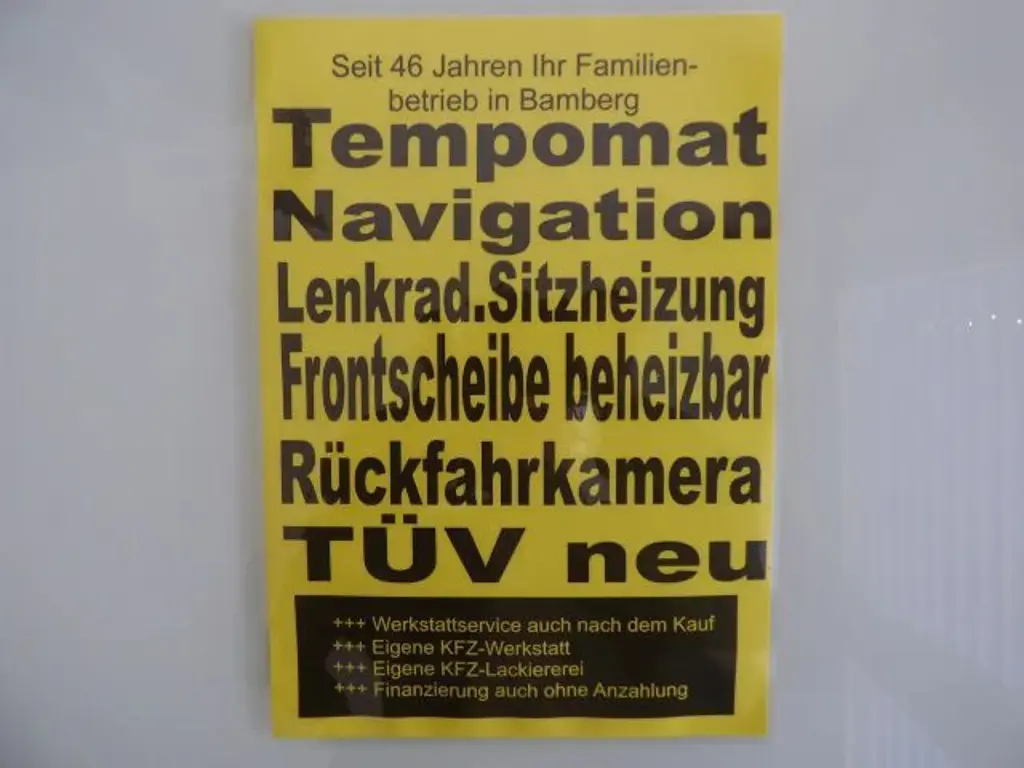 Seit 46 Jahren Ihr Familien-
betrieb in Bamberg
Tempomat
Navigation
Lenkrad.Sitzheizung
Frontscheibe beheizbar
Rückfahrkamera
TÜV neu
+++ Werkstattservice auch nach dem Kauf
+++ Eigene KFZ-Werkstatt
+++ Eigene KFZ-Lackiererei
+++ Finanzierung auch ohne Anzahlung